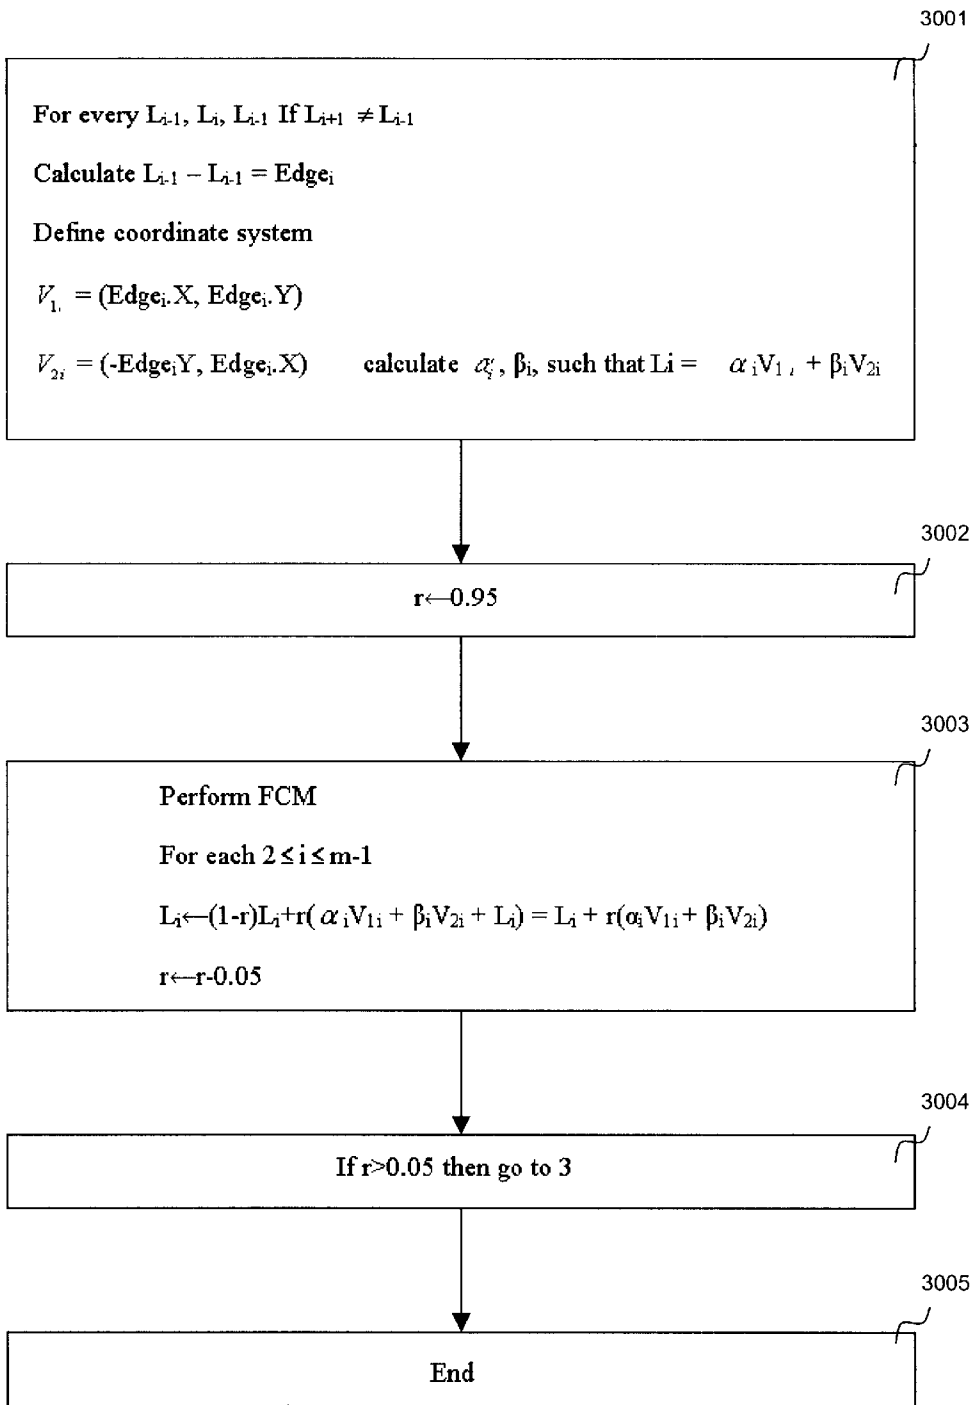 3001
For every Li-1, Li, Li-1 If Li+1 ≠ Li-1
Calculate Li-1 – Li-1 = Edgei
Define coordinate system
V1i = (Edgei.X, Edgei.Y)
V2i = (-EdgeiY, Edgei.X) calculate αi, βi, such that Li = αiV1i + βiV2i
3002
r←0.95
3003
Perform FCM
For each 2 ≤ i ≤ m-1
Li←(1-r)Li+r( αiV1i + βiV2i + Li) = Li + r(αiV1i + βiV2i)
r←r-0.05
3004
If r>0.05 then go to 3
3005
End